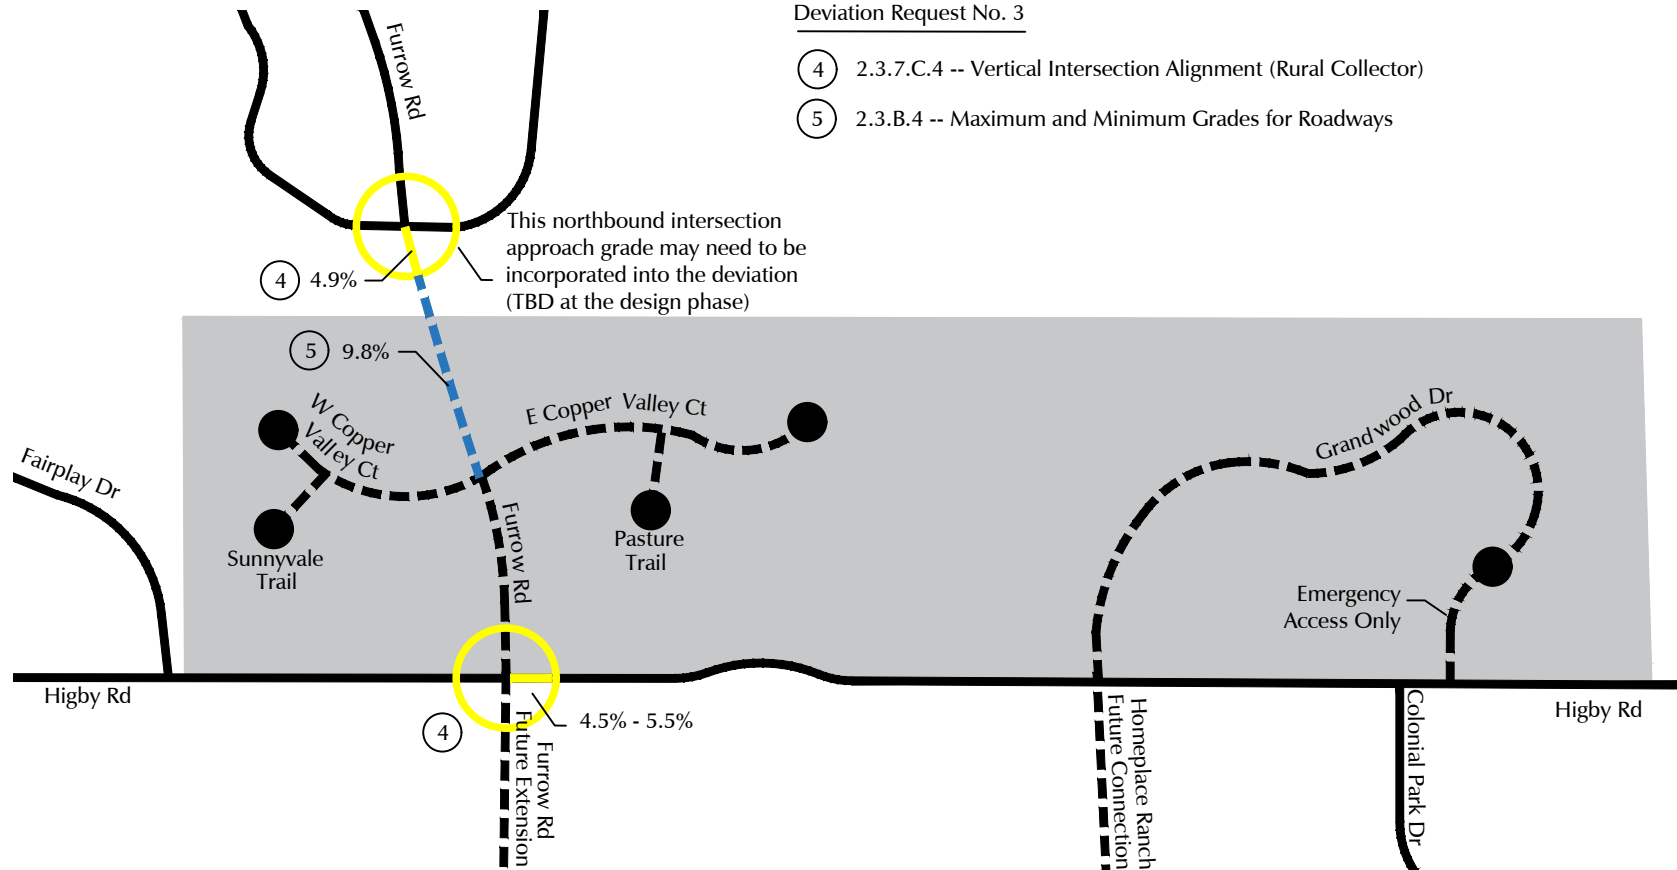 Deviation Request No. 3
4 2.3.7.C.4 -- Vertical Intersection Alignment (Rural Collector)
5 2.3.B.4 -- Maximum and Minimum Grades for Roadways
Furrow Rd
This northbound intersection
approach grade may need to be
incorporated into the deviation
(TBD at the design phase)
4 4.9%
5 9.8%
W Copper
Valley Ct
E Copper Valley Ct
Grandwood Dr
Fairplay Dr
Sunnyvale
Trail
Furrow Rd
Pasture
Trail
Emergency
Access Only
Higby Rd
4
4.5% - 5.5%
Furrow Rd
Future Extension
Homeplace Ranch
Future Connection
Colonial Park Dr
Higby Rd